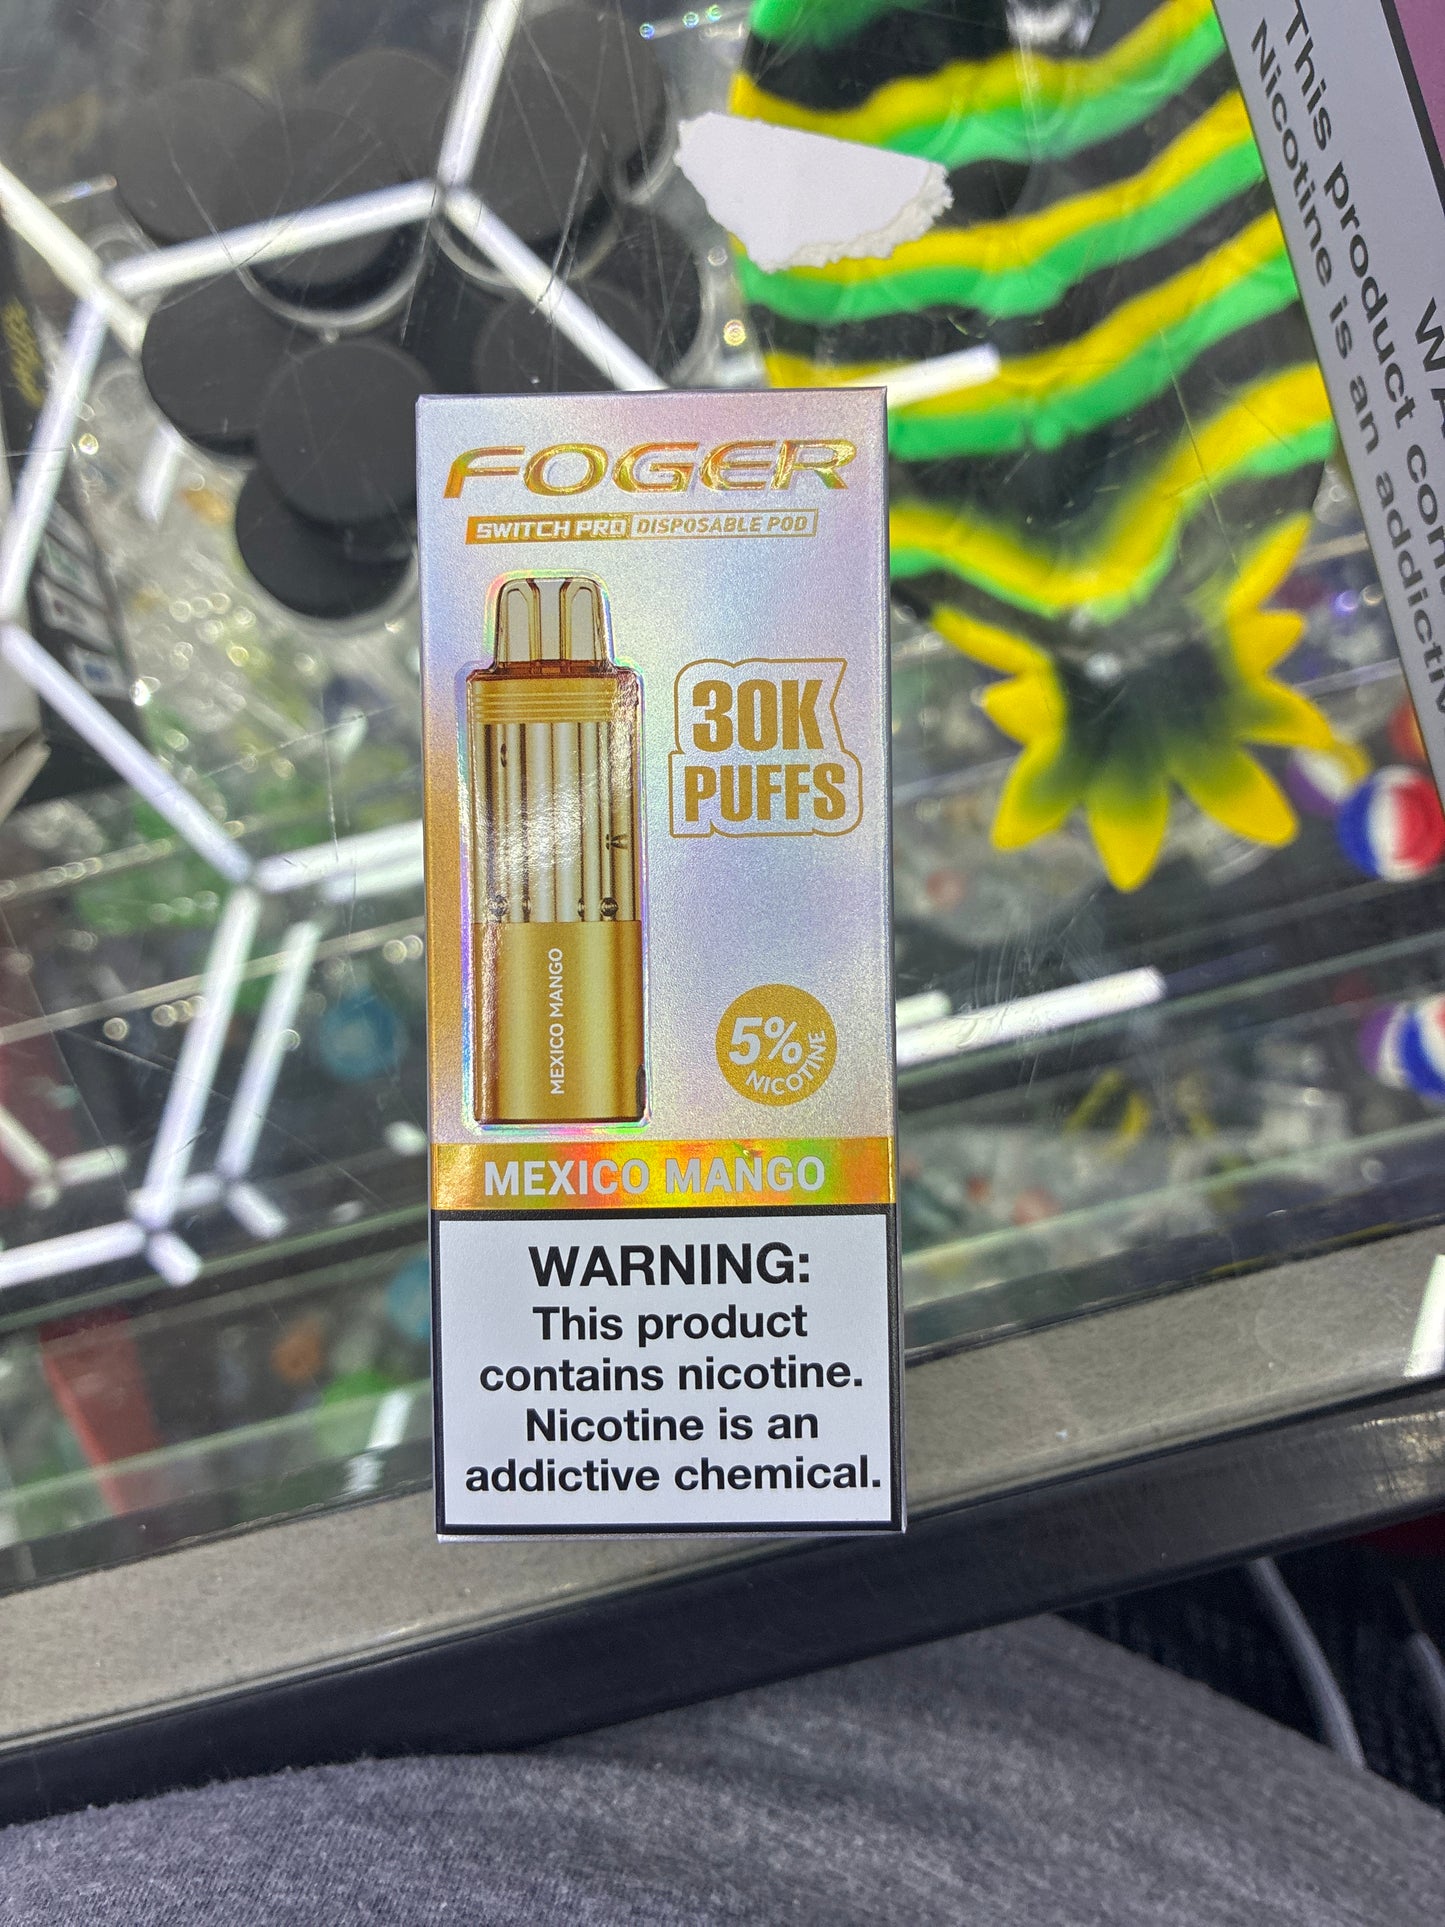 FOGER
SWITCH PRO DISPOSABLE POD
30K
PUFFS
MEXICO MANGO
5%
NICOTINE
MEXICO MANGO
WARNING:
This product
contains nicotine.
Nicotine is an
addictive chemical.
This product
Nicotine is an addictiv